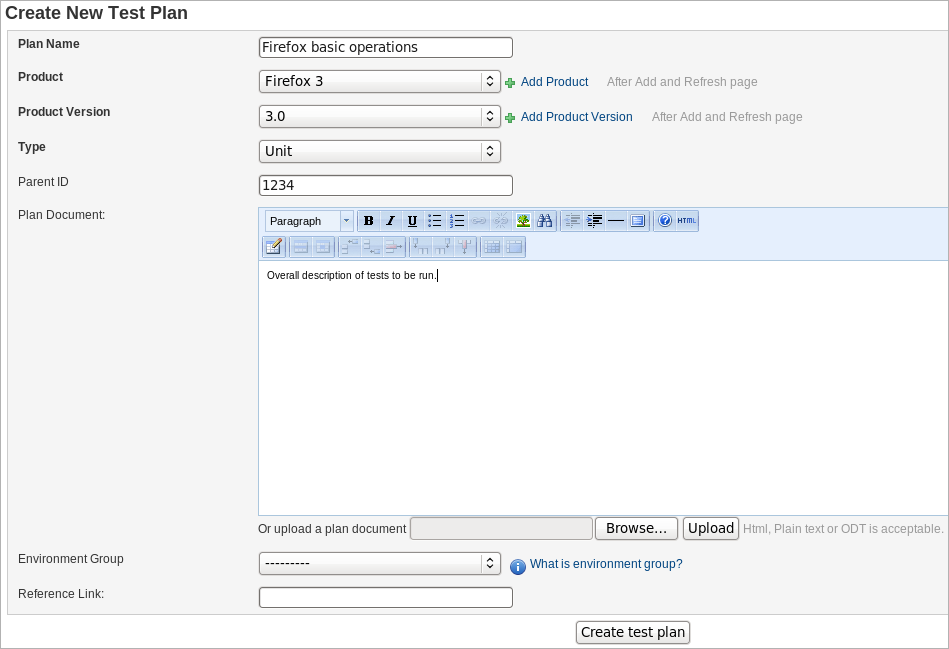 Create New Test Plan
Plan Name Firefox basic operations
Product Firefox 3 Add Product After Add and Refresh page
Product Version 3.0 Add Product Version After Add and Refresh page
Type Unit
Parent ID 1234
Plan Document: Paragraph B I U HTML
Overall description of tests to be run.
Or upload a plan document Browse... Upload Html, Plain text or ODT is acceptable.
Environment Group --------- What is environment group?
Reference Link:
Create test plan